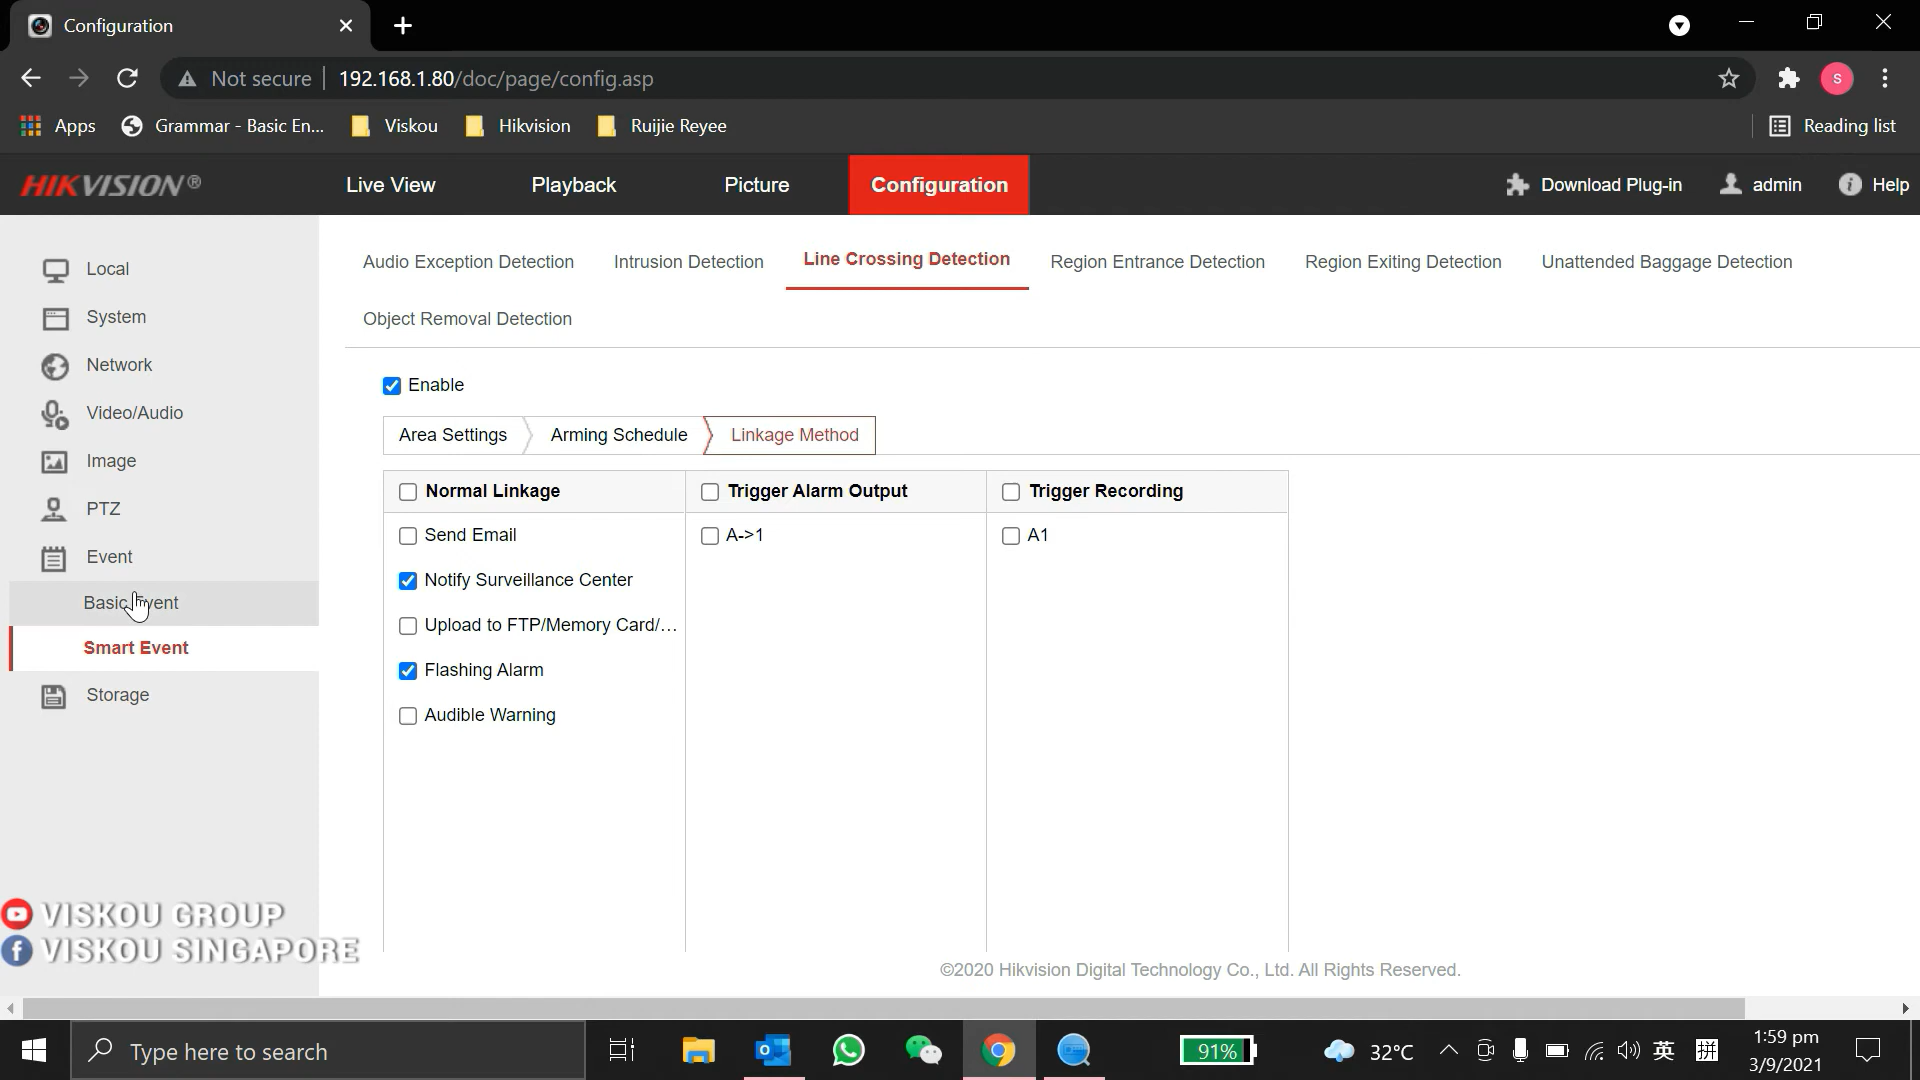 Configuration
Not secure 192.168.1.80/doc/page/config.asp S
Apps Grammar - Basic En... Viskou Hikvision Ruijie Reyee Reading list
HIKVISION® Live View Playback Picture Configuration Download Plug-in admin Help
Audio Exception Detection Intrusion Detection Line Crossing Detection Region Entrance Detection Region Exiting Detection Unattended Baggage Detection
Object Removal Detection
Local
System
Network
Video/Audio
Image
PTZ
Event
Basic Event
Smart Event
Storage
Enable
Area Settings Arming Schedule Linkage Method
Normal Linkage Trigger Alarm Output Trigger Recording
Send Email A->1 A1
Notify Surveillance Center
Upload to FTP/Memory Card/...
Flashing Alarm
Audible Warning
VISKOU GROUP
VISKOU SINGAPORE
©2020 Hikvision Digital Technology Co., Ltd. All Rights Reserved.
Type here to search 91% 32°C 英 拼 1:59 pm
3/9/2021